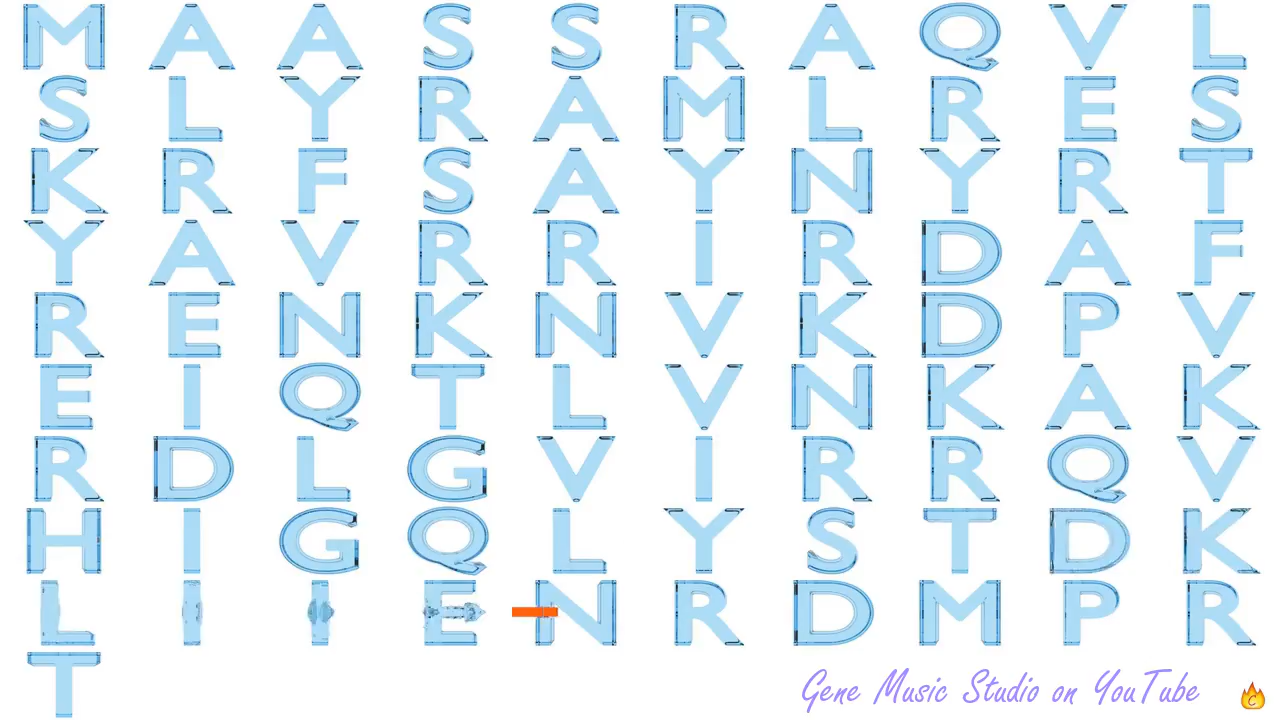 M A A S S R A Q V L
S L Y R A M L R E S
K R F S A Y N Y R T
Y A V R R I R D A F
R E N K N V K D P V
E I Q T L V N K A K
R D L G V I R R Q V
H I G Q L Y S T D K
L I I E N R D M P R
T
Gene Music Studio on YouTube
C